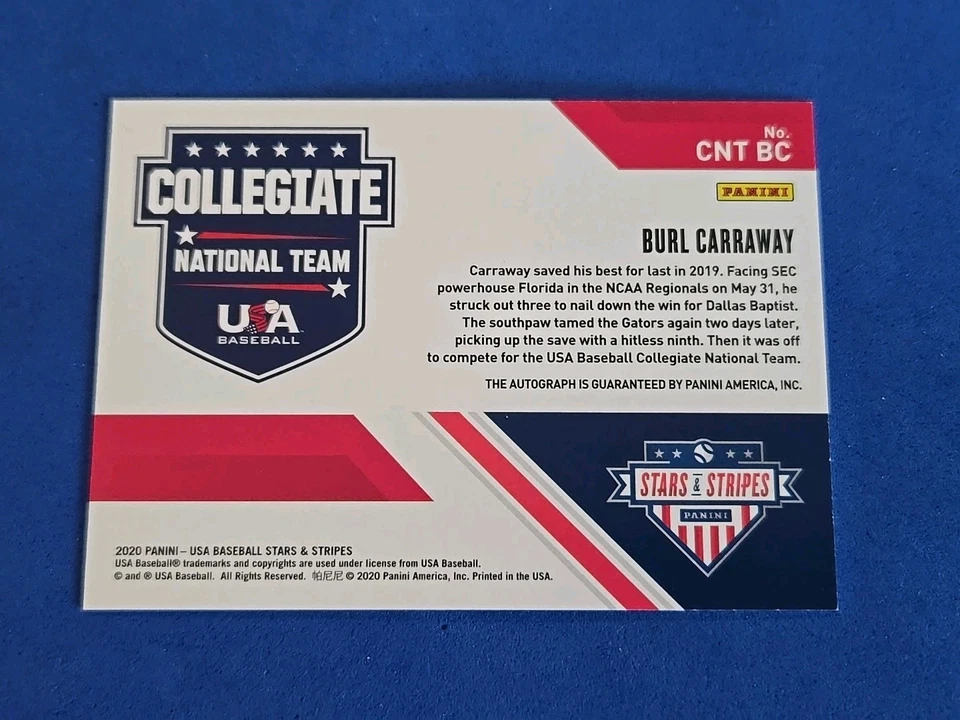 COLLEGIATE
NATIONAL TEAM
USA
BASEBALL
No.
CNT BC
PANINI
BURL CARRAWAY
Carraway saved his best for last in 2019. Facing SEC
powerhouse Florida in the NCAA Regionals on May 31, he
struck out three to nail down the win for Dallas Baptist.
The southpaw tamed the Gators again two days later,
picking up the save with a hitless ninth. Then it was off
to compete for the USA Baseball Collegiate National Team.
THE AUTOGRAPH IS GUARANTEED BY PANINI AMERICA, INC.
STARS & STRIPES
PANINI
2020 PANINI – USA BASEBALL STARS & STRIPES
USA Baseball® trademarks and copyrights are used under license from USA Baseball.
© and ® USA Baseball. All Rights Reserved. 帕尼尼 © 2020 Panini America, Inc. Printed in the USA.